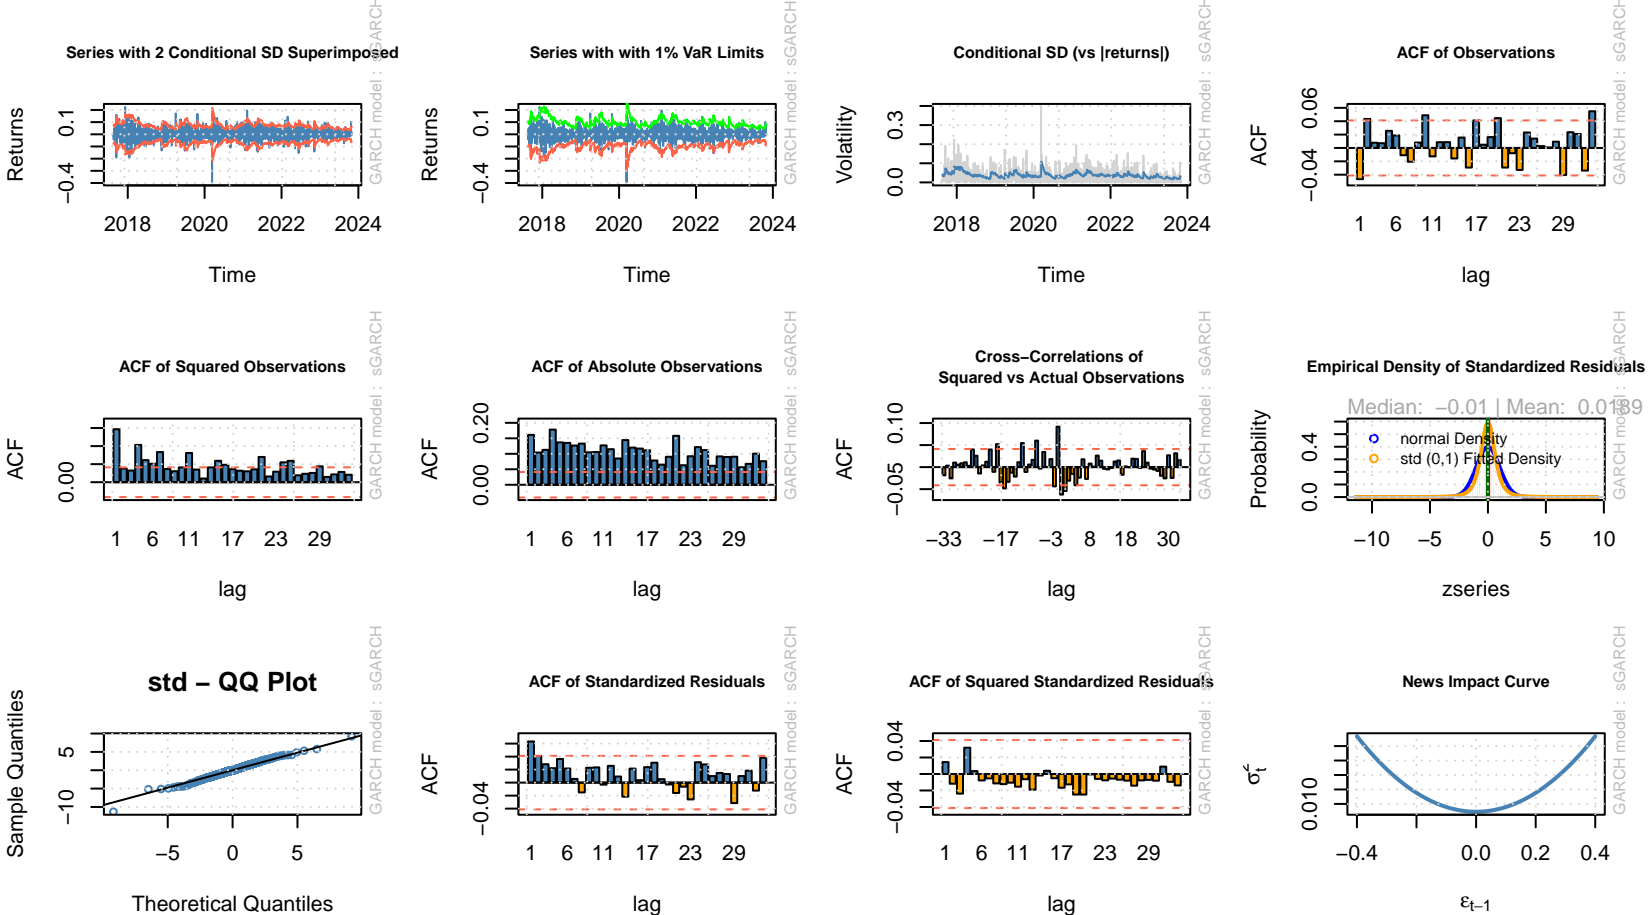 Series with 2 Conditional SD Superimposed
GARCH model : sGARCH
Returns
0.1
−0.4
2018 2020 2022 2024
Time
Series with with 1% VaR Limits
GARCH model : sGARCH
Returns
0.1
−0.4
2018 2020 2022 2024
Time
Conditional SD (vs |returns|)
GARCH model : sGARCH
Volatility
0.3
0.0
2018 2020 2022 2024
Time
ACF of Observations
GARCH model : sGARCH
ACF
0.06
−0.04
1 6 11 17 23 29
lag
ACF of Squared Observations
GARCH model : sGARCH
ACF
0.00
1 6 11 17 23 29
lag
ACF of Absolute Observations
GARCH model : sGARCH
ACF
0.20
0.00
1 6 11 17 23 29
lag
Cross−Correlations of
Squared vs Actual Observations
GARCH model : sGARCH
ACF
0.10
−0.05
−33 −17 −3 8 18 30
lag
Empirical Density of Standardized Residuals
GARCH model : sGARCH
Median: −0.01 | Mean: 0.0189
Probability
0.4
0.0
normal Density
std (0,1) Fitted Density
−10 −5 0 5 10
zseries
std − QQ Plot
GARCH model : sGARCH
Sample Quantiles
5
−10
−5 0 5
Theoretical Quantiles
ACF of Standardized Residuals
GARCH model : sGARCH
ACF
−0.04
1 6 11 17 23 29
lag
ACF of Squared Standardized Residuals
GARCH model : sGARCH
ACF
0.04
−0.04
1 6 11 17 23 29
lag
News Impact Curve
GARCH model : sGARCH
σt2
0.010
−0.4 0.0 0.2 0.4
εt−1